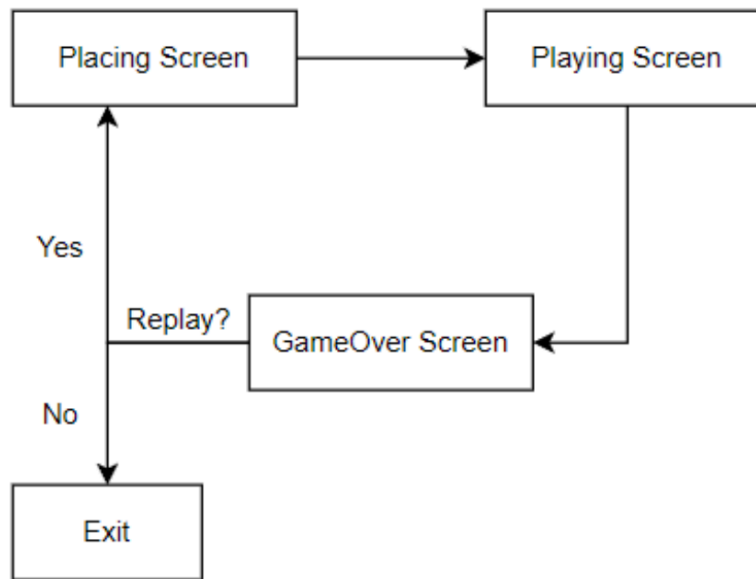 Placing Screen
Playing Screen
Yes
Replay?
GameOver Screen
No
Exit